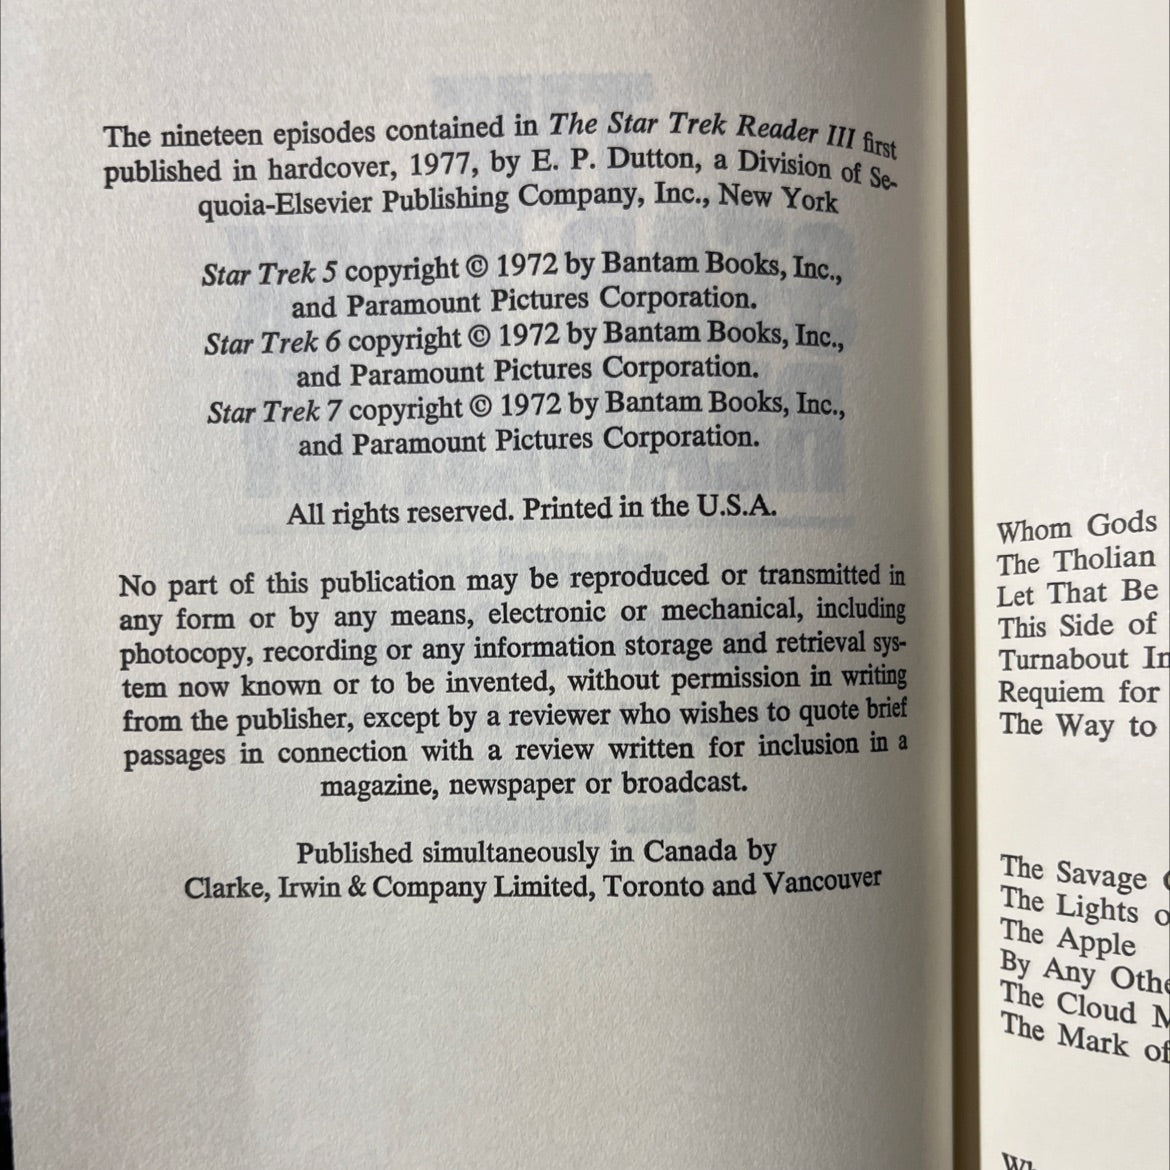 The nineteen episodes contained in The Star Trek Reader III first
published in hardcover, 1977, by E. P. Dutton, a Division of Se-
quoia-Elsevier Publishing Company, Inc., New York
Star Trek 5 copyright © 1972 by Bantam Books, Inc.,
and Paramount Pictures Corporation.
Star Trek 6 copyright © 1972 by Bantam Books, Inc.,
and Paramount Pictures Corporation.
Star Trek 7 copyright © 1972 by Bantam Books, Inc.,
and Paramount Pictures Corporation.
All rights reserved. Printed in the U.S.A.
No part of this publication may be reproduced or transmitted in
any form or by any means, electronic or mechanical, including
photocopy, recording or any information storage and retrieval sys-
tem now known or to be invented, without permission in writing
from the publisher, except by a reviewer who wishes to quote brief
passages in connection with a review written for inclusion in a
magazine, newspaper or broadcast.
Published simultaneously in Canada by
Clarke, Irwin & Company Limited, Toronto and Vancouver
Whom Gods
The Tholian
Let That Be
This Side of
Turnabout In
Requiem for
The Way to
The Savage
The Lights o
The Apple
By Any Othe
The Cloud M
The Mark of